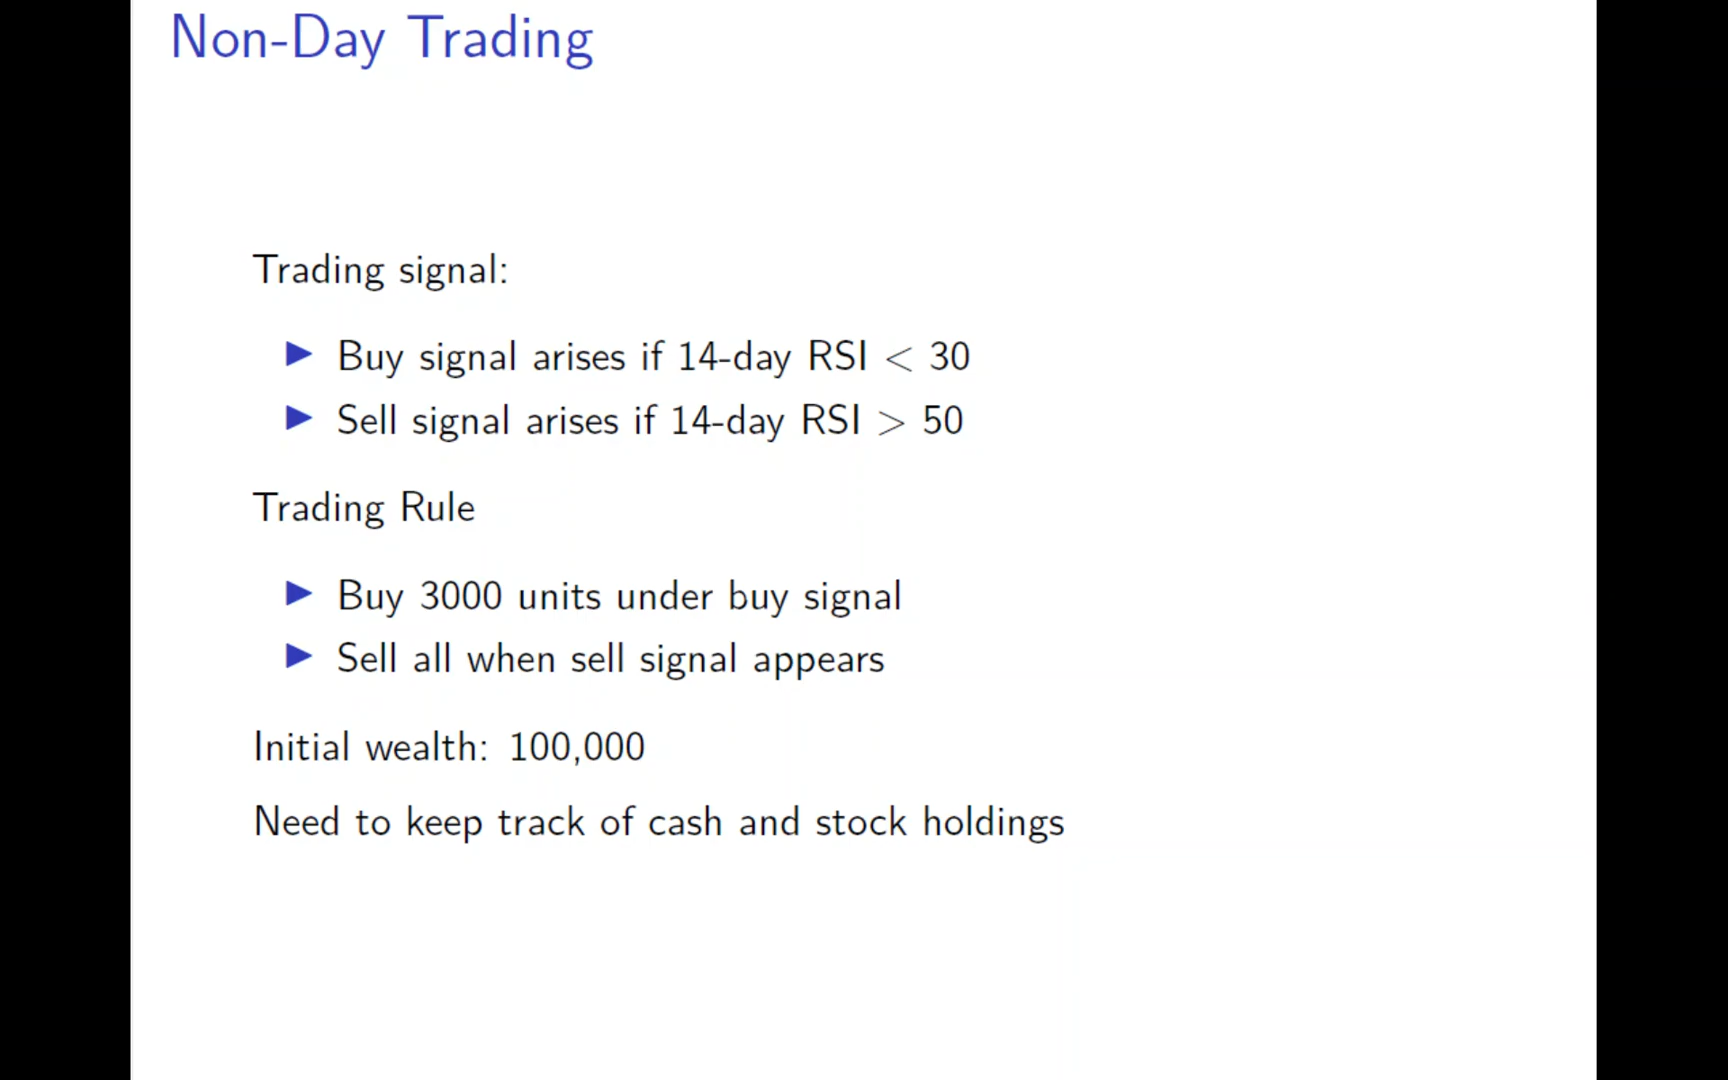 Non-Day Trading
Trading signal:
▶ Buy signal arises if 14-day RSI < 30
▶ Sell signal arises if 14-day RSI > 50
Trading Rule
▶ Buy 3000 units under buy signal
▶ Sell all when sell signal appears
Initial wealth: 100,000
Need to keep track of cash and stock holdings